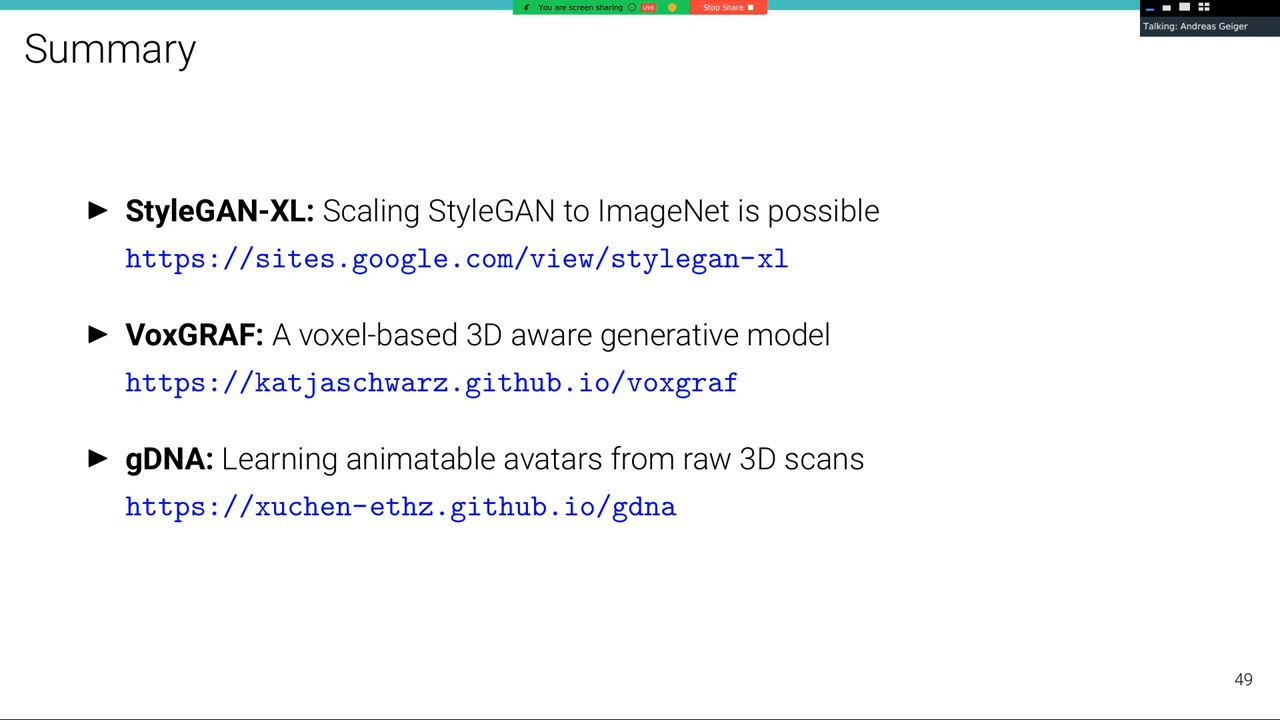 You are screen sharing LIVE Stop Share
Talking: Andreas Geiger
Summary
▶ StyleGAN-XL: Scaling StyleGAN to ImageNet is possible
https://sites.google.com/view/stylegan-xl
▶ VoxGRAF: A voxel-based 3D aware generative model
https://katjaschwarz.github.io/voxgraf
▶ gDNA: Learning animatable avatars from raw 3D scans
https://xuchen-ethz.github.io/gdna
49